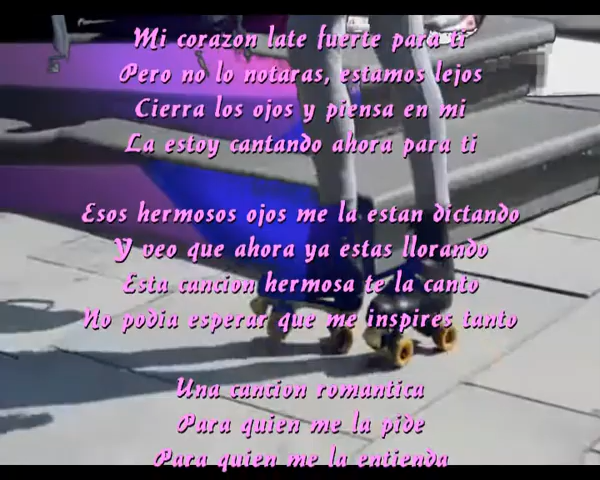 Mi corazon late fuerte para ti
Pero no lo notaras, estamos lejos
Cierra los ojos y piensa en mi
La estoy cantando ahora para ti
Esos hermosos ojos me la estan dictando
Y veo que ahora ya estas llorando
Esta cancion hermosa te la canto
No podia esperar que me inspires tanto
Una cancion romantica
Para quien me la pide
Para quien me la entienda